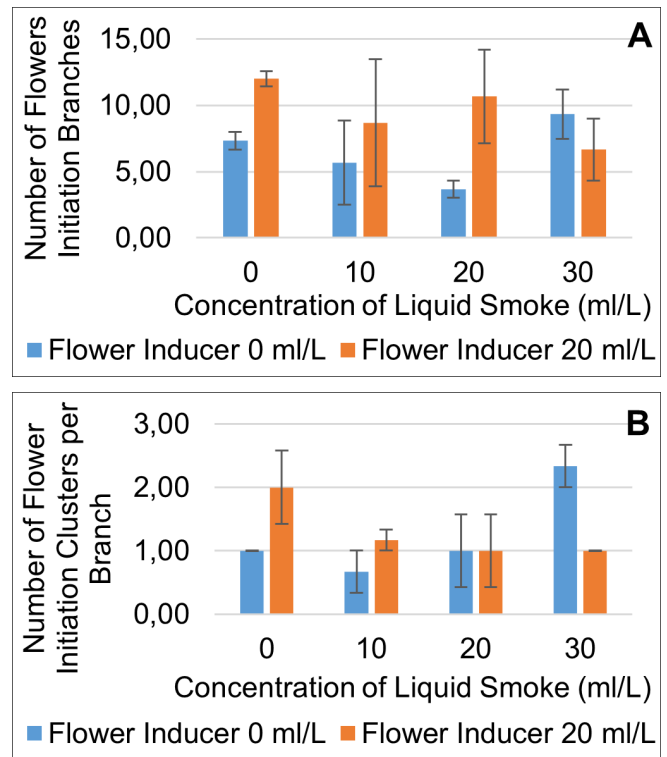 A
Number of Flowers
Initiation Branches
15,00
10,00
5,00
0,00
0 10 20 30
Concentration of Liquid Smoke (ml/L)
Flower Inducer 0 ml/L Flower Inducer 20 ml/L
B
Number of Flower
Initiation Clusters per
Branch
3,00
2,00
1,00
0,00
0 10 20 30
Concentration of Liquid Smoke (ml/L)
Flower Inducer 0 ml/L Flower Inducer 20 ml/L